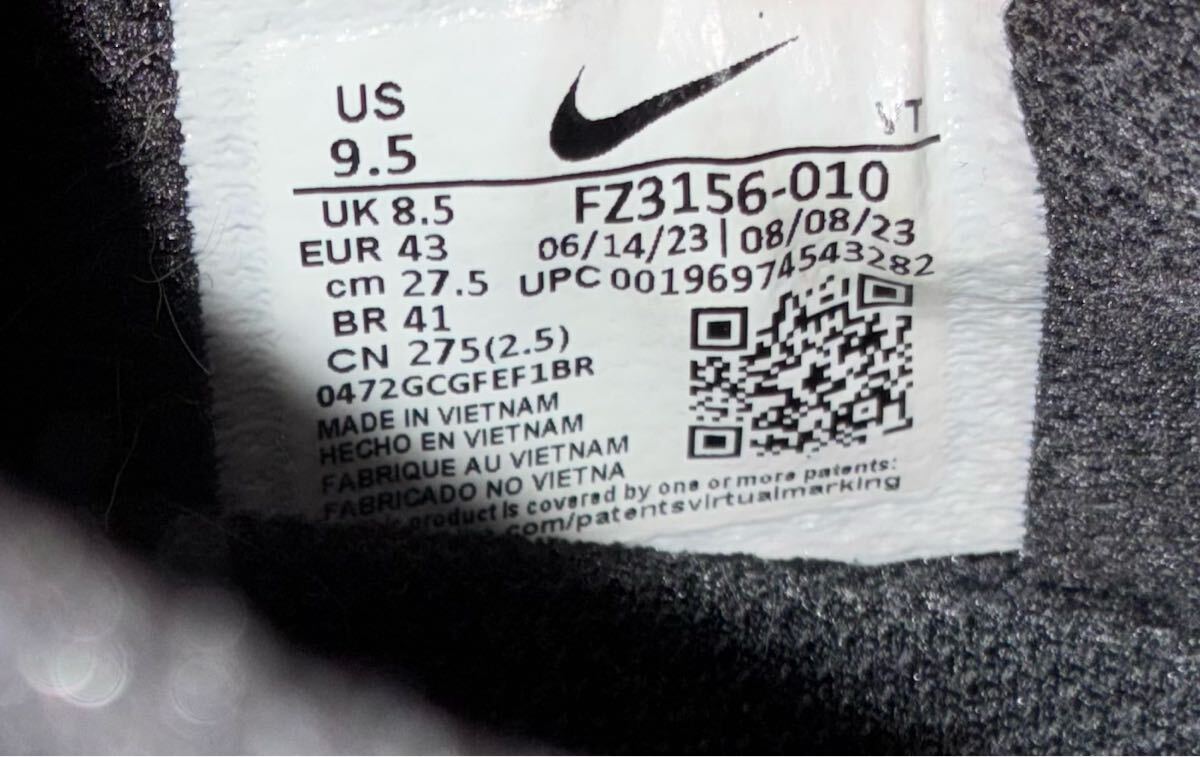 US
9.5
VT
UK 8.5
FZ3156-010
EUR 43
06/14/23 | 08/08/23
cm 27.5
UPC 00196974543282
BR 41
CN 275(2.5)
0472GCGFEF1BR
MADE IN VIETNAM
HECHO EN VIETNAM
FABRIQUE AU VIETNAM
FABRICADO NO VIETNA
product is covered by one or more patents:
.com/patentsvirtualmarking